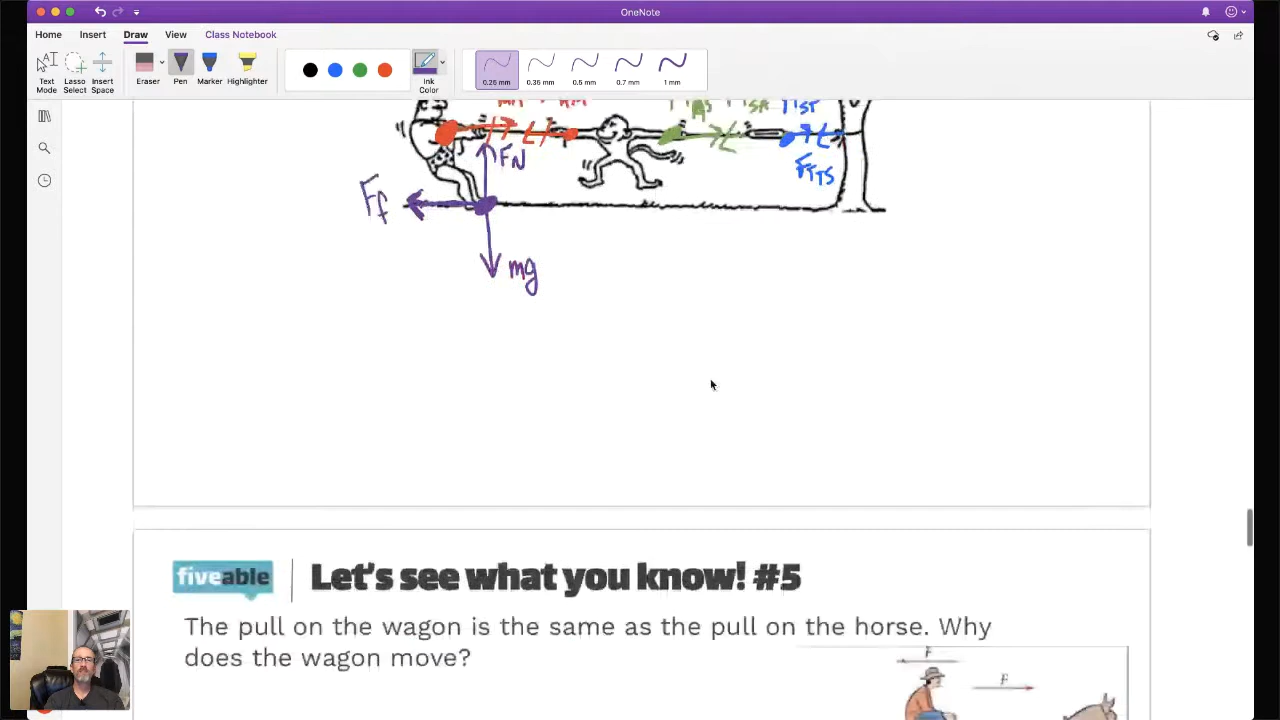 OneNote
Home Insert Draw View Class Notebook
Text Mode
Lasso Select
Insert Space
Eraser
Pen
Marker
Highlighter
Ink Color
0.25 mm
0.35 mm
0.5 mm
0.7 mm
1 mm
FN
FTTS
Ff
mg
fiveable
Let's see what you know! #5
The pull on the wagon is the same as the pull on the horse. Why
does the wagon move?
F
F